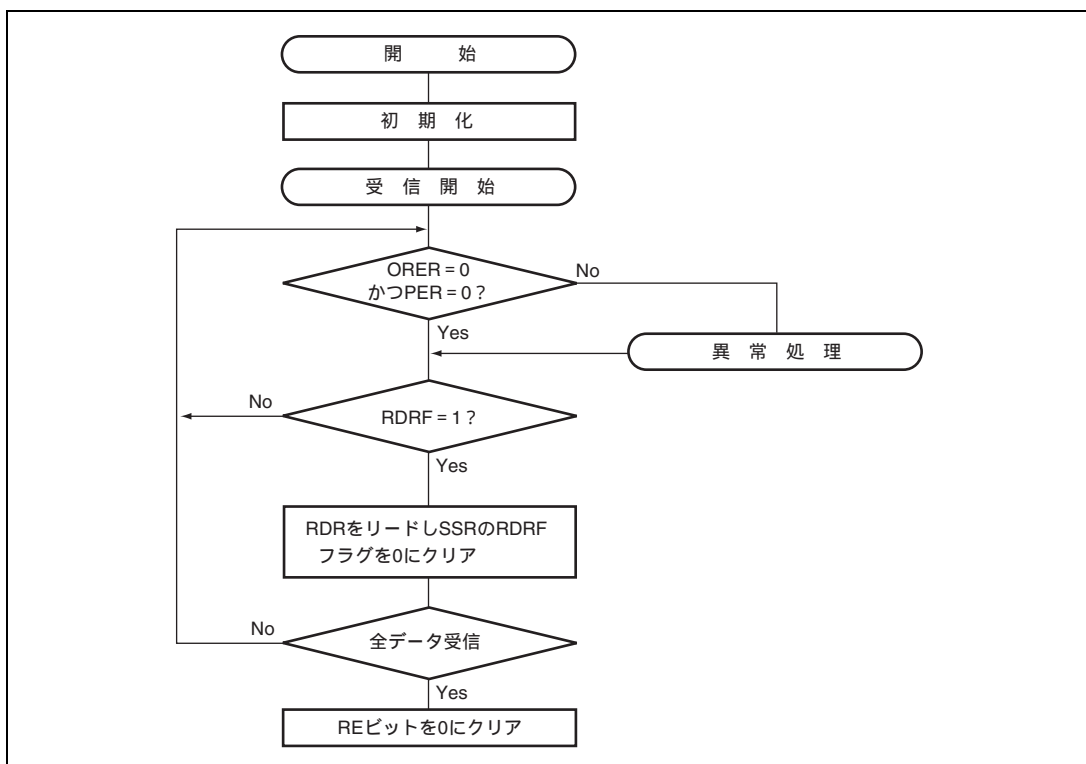 開　始
初　期　化
受　信　開　始
ORER = 0
かつPER = 0？
No
Yes
異　常　処　理
No
RDRF = 1？
Yes
RDRをリードしSSRのRDRF
フラグを0にクリア
No
全データ受信
Yes
REビットを0にクリア